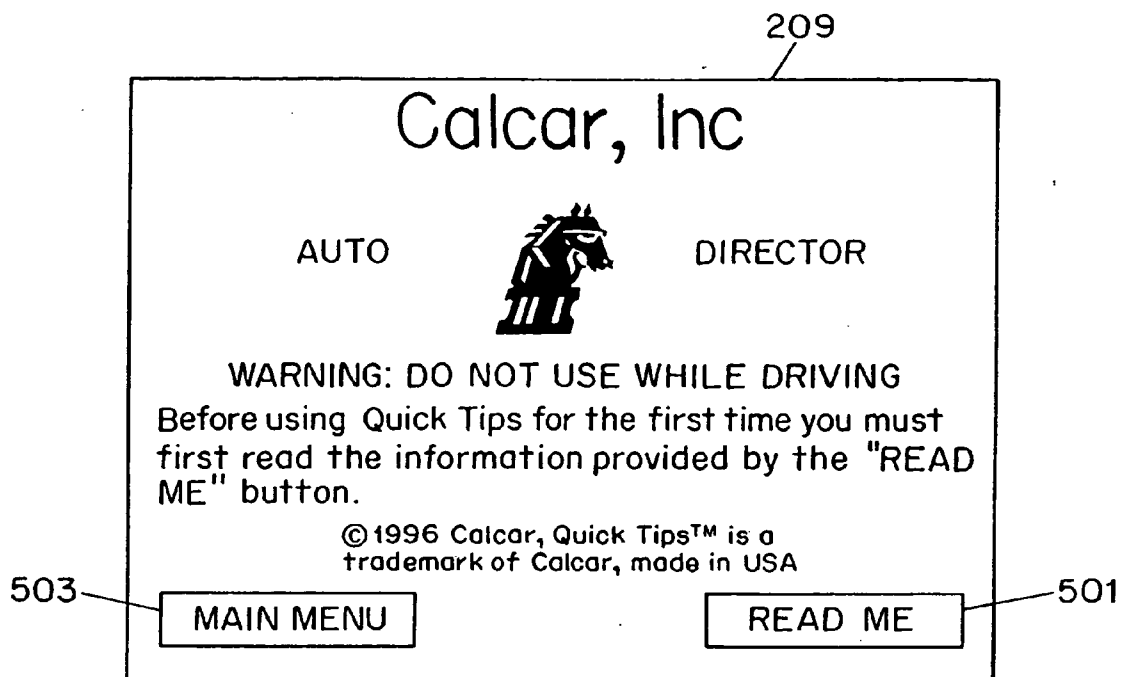 209
Calcar, Inc
AUTO DIRECTOR
WARNING: DO NOT USE WHILE DRIVING
Before using Quick Tips for the first time you must
first read the information provided by the "READ
ME" button.
©1996 Calcar, Quick Tips™ is a
trademark of Calcar, made in USA
503 MAIN MENU READ ME 501